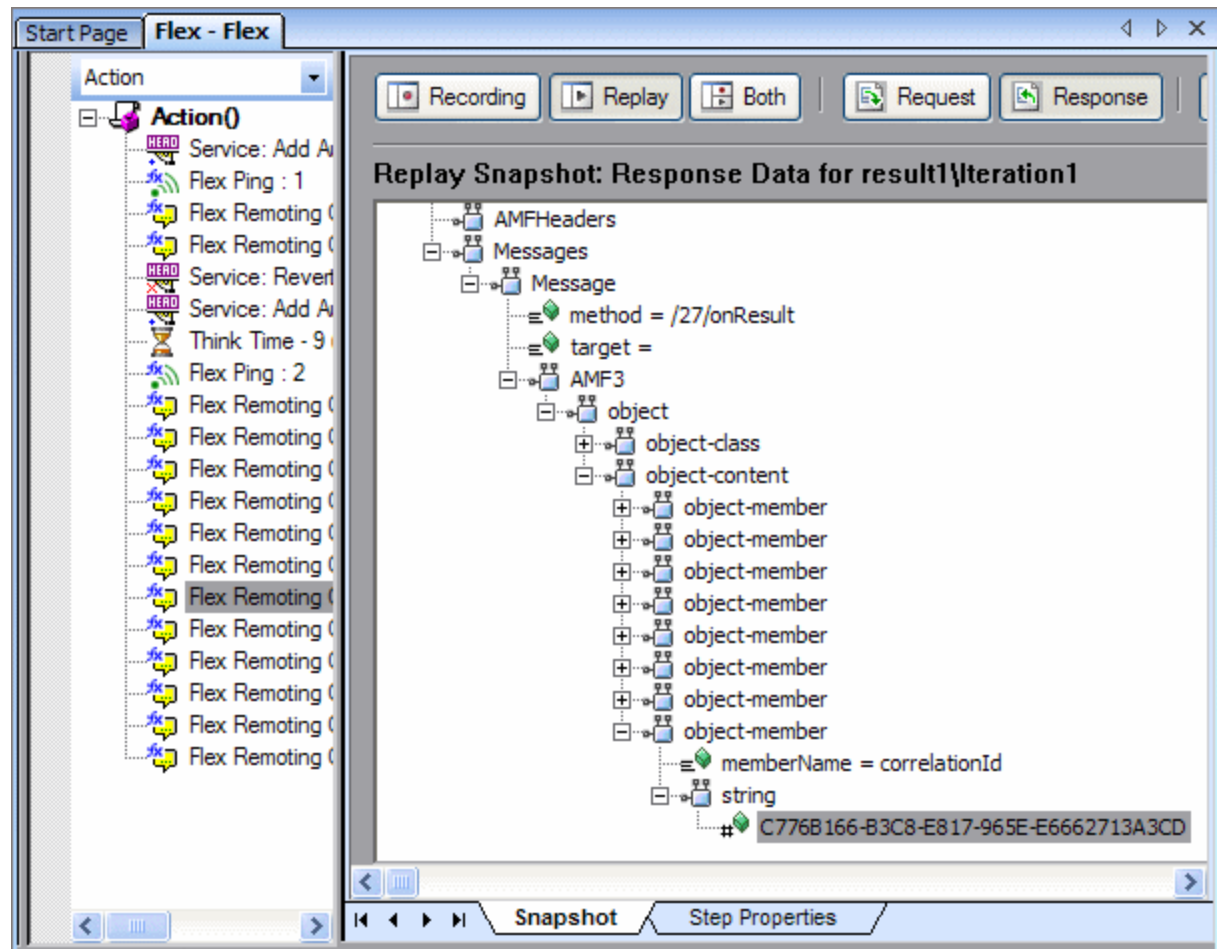 Start Page
Flex - Flex
Action
Action()
Service: Add A
Flex Ping : 1
Flex Remoting
Flex Remoting
Service: Revert
Service: Add A
Think Time - 9
Flex Ping : 2
Flex Remoting
Flex Remoting
Flex Remoting
Flex Remoting
Flex Remoting
Flex Remoting
Flex Remoting
Flex Remoting
Flex Remoting
Flex Remoting
Flex Remoting
Flex Remoting
Recording
Replay
Both
Request
Response
Replay Snapshot: Response Data for result1\Iteration1
AMFHeaders
Messages
Message
method = /27/onResult
target =
AMF3
object
object-class
object-content
object-member
object-member
object-member
object-member
object-member
object-member
object-member
object-member
memberName = correlationId
string
C776B166-B3C8-E817-965E-E6662713A3CD
Snapshot
Step Properties